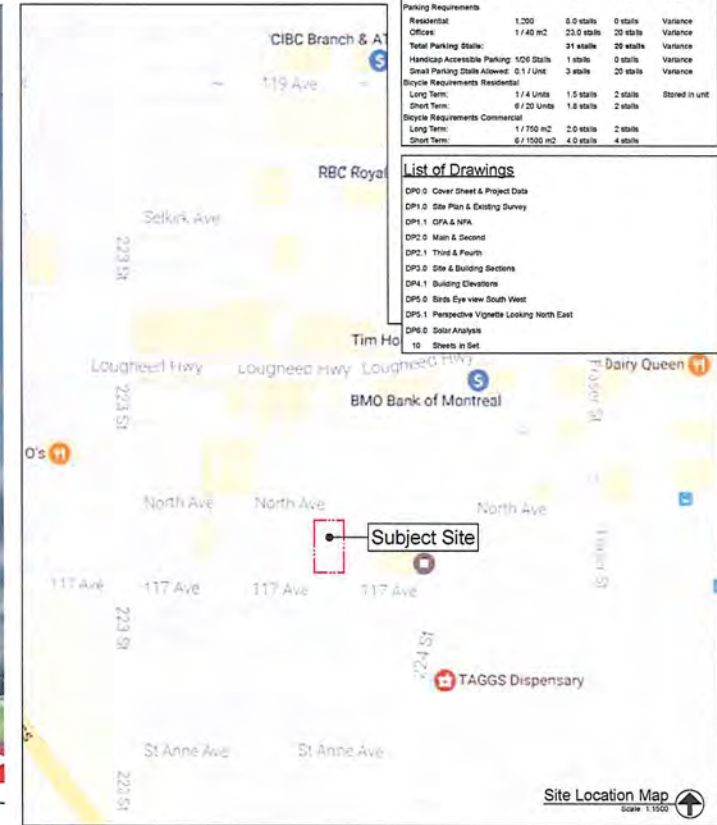 Parking Requirements
Residential: 1.200 6.0 stalls 0 stalls Variance
Offices: 1 / 40 m2 23.0 stalls 20 stalls Variance
Total Parking Stalls: 31 stalls 20 stalls Variance
Handicap Accessible Parking: 1/26 Stalls 1 stalls 0 stalls Variance
Small Parking Stalls Allowed: 0.1 / Unit 3 stalls 20 stalls Variance
Bicycle Requirements Residential
Long Term: 1 / 4 Units 1.5 stalls 2 stalls Stored in unit
Short Term: 6 / 20 Units 1.8 stalls 2 stalls
Bicycle Requirements Commercial
Long Term: 1 / 750 m2 2.0 stalls 2 stalls
Short Term: 6 / 1500 m2 4.0 stalls 4 stalls
List of Drawings
DP0.0 Cover Sheet & Project Data
DP1.0 Site Plan & Existing Survey
DP1.1 GFA & NFA
DP2.0 Main & Second
DP2.1 Third & Fourth
DP3.0 Site & Building Sections
DP4.1 Building Elevations
DP5.0 Birds Eye view South West
DP5.1 Perspective Vignette Looking North East
DP6.0 Solar Analysis
10 Sheets in Set
CIBC Branch & AT
119 Ave
RBC Royal
Selkirk Ave
223 St
Tim Ho
Lougheed Hwy Lougheed Hwy Lougheed Hwy
Dairy Queen
BMO Bank of Montreal
223 St
Fraser St
O's
North Ave North Ave North Ave
Subject Site
Fraser St
117 Ave 117 Ave 117 Ave 117 Ave
223 St
224 St
TAGGS Dispensary
St Anne Ave St Anne Ave
223 St
Site Location Map
Scale 1:1500